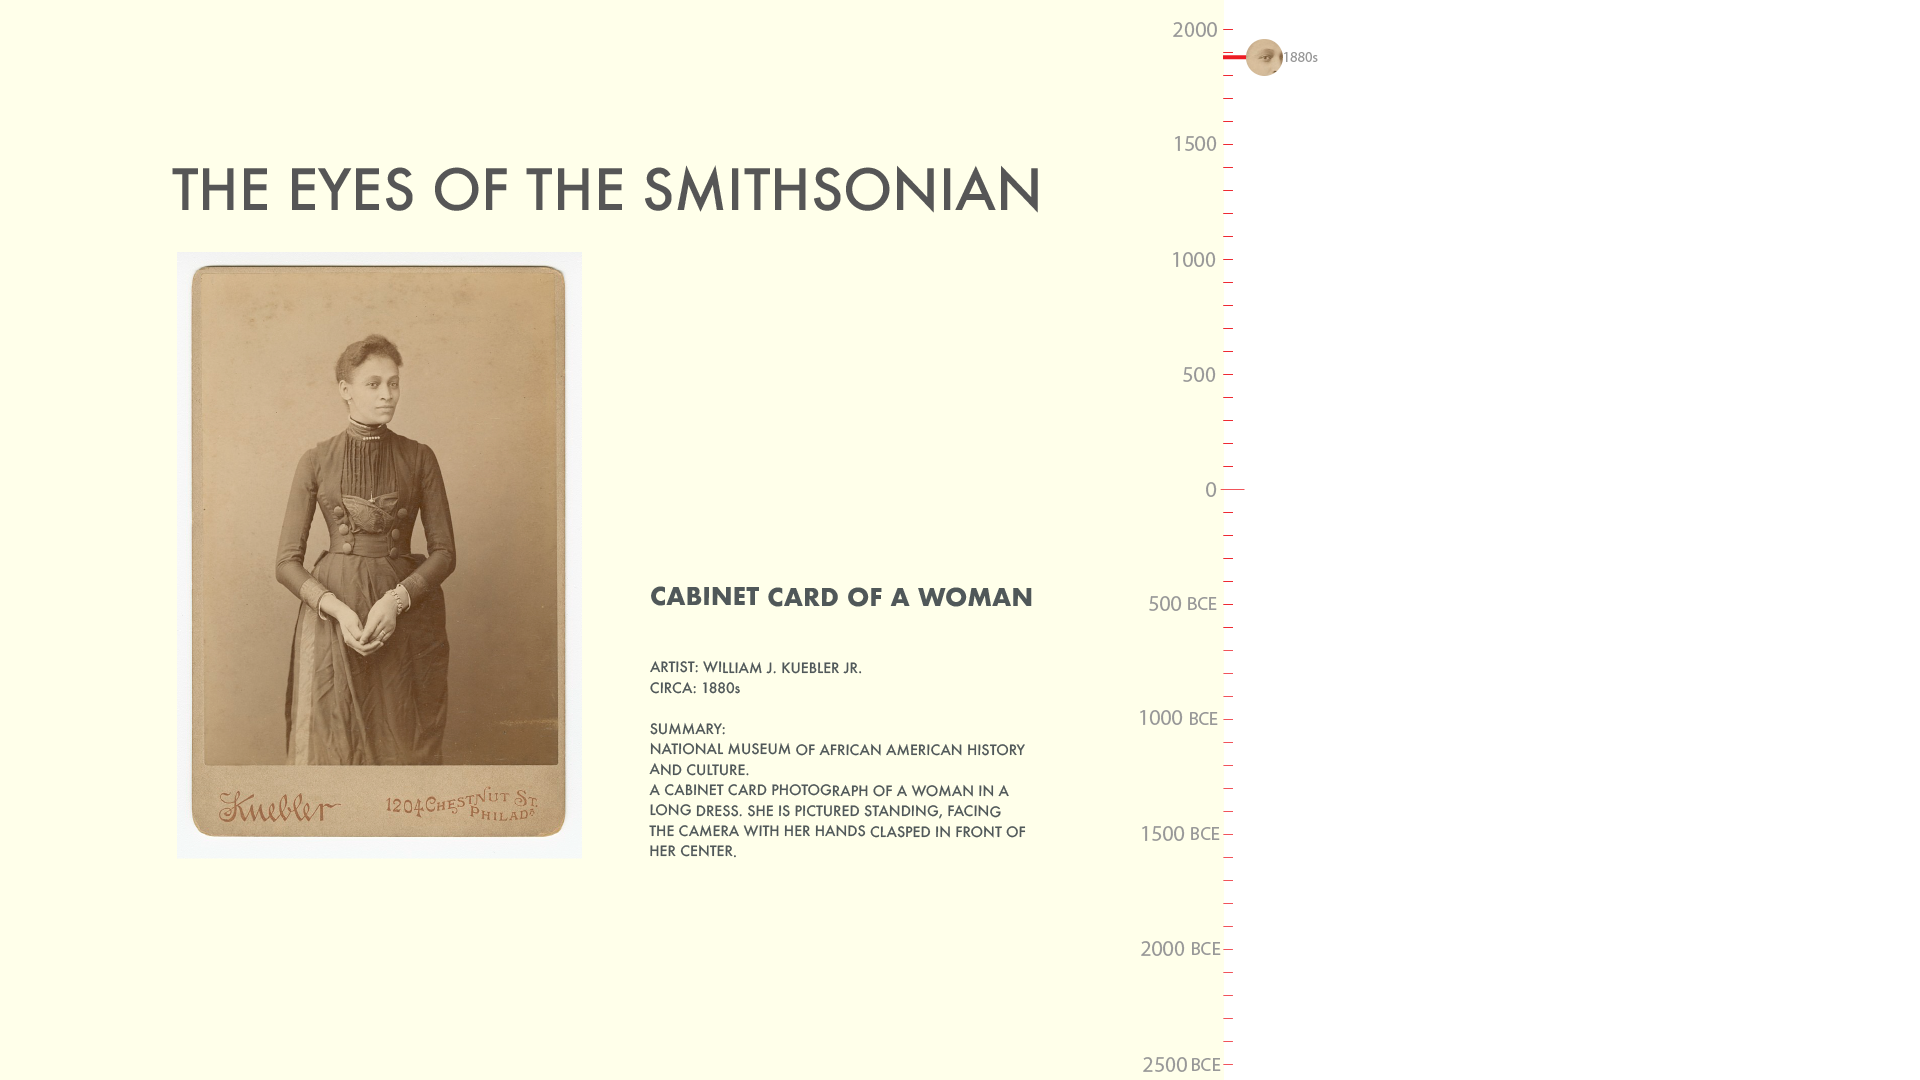 THE EYES OF THE SMITHSONIAN
Kuebler
1204 CHESTNUT ST.
PHILADᴬ
CABINET CARD OF A WOMAN
ARTIST: WILLIAM J. KUEBLER JR.
CIRCA: 1880s
SUMMARY:
NATIONAL MUSEUM OF AFRICAN AMERICAN HISTORY
AND CULTURE.
A CABINET CARD PHOTOGRAPH OF A WOMAN IN A
LONG DRESS. SHE IS PICTURED STANDING, FACING
THE CAMERA WITH HER HANDS CLASPED IN FRONT OF
HER CENTER.
2000
1880s
1500
1000
500
0
500 BCE
1000 BCE
1500 BCE
2000 BCE
2500 BCE